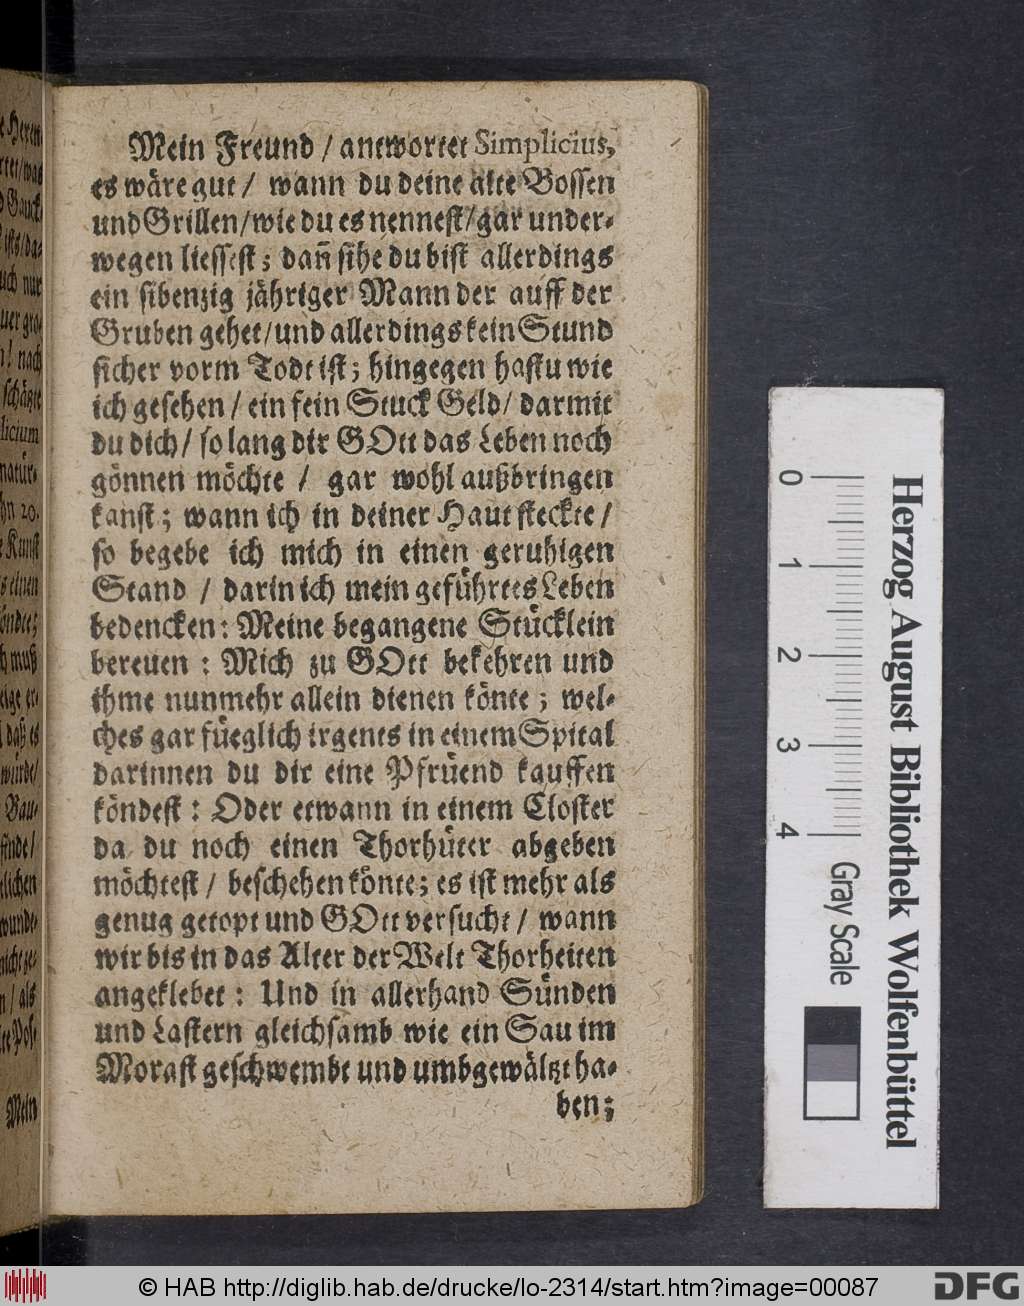 Mein Freund / antwortet Simplicius,
es wäre gut / wann du deine alte Bossen
und Grillen / wie du es nennest / gar under-
wegen liessest; dañ sihe du bist allerdings
ein sibenzig jähriger Mann der auff der
Gruben gehet / und allerdings kein Stund
sicher vorm Todt ist; hingegen hastu wie
ich gesehen / ein fein Stuck Geld / darmit
du dich / so lang dir GOtt das Leben noch
gönnen möchte / gar wohl außbringen
kanst; wann ich in deiner Haut steckte /
so begebe ich mich in einen geruhigen
Stand / darin ich mein geführtes Leben
bedencken: Meine begangene Stücklein
bereuen: Mich zu GOtt bekehren und
ihme nunmehr allein dienen könte; wel-
ches gar füeglich irgents in einem Spital
darinnen du dir eine Pfrüend kauffen
köndest: Oder etwann in einem Closter
da du noch einen Thorhüter abgeben
möchtest / beschehen könte; es ist mehr als
genug getopt und GOtt versucht / wann
wir bis in das Alter der Welt Thorheiten
angeklebet: Und in allerhand Sünden
und Lastern gleichsamb wie ein Sau im
Morast geschwembt und umbgewältzt ha-
ben;
Mein
Herzog August Bibliothek Wolfenbüttel
0 1 2 3 4 Gray Scale
© HAB http://diglib.hab.de/drucke/lo-2314/start.htm?image=00087
DFG